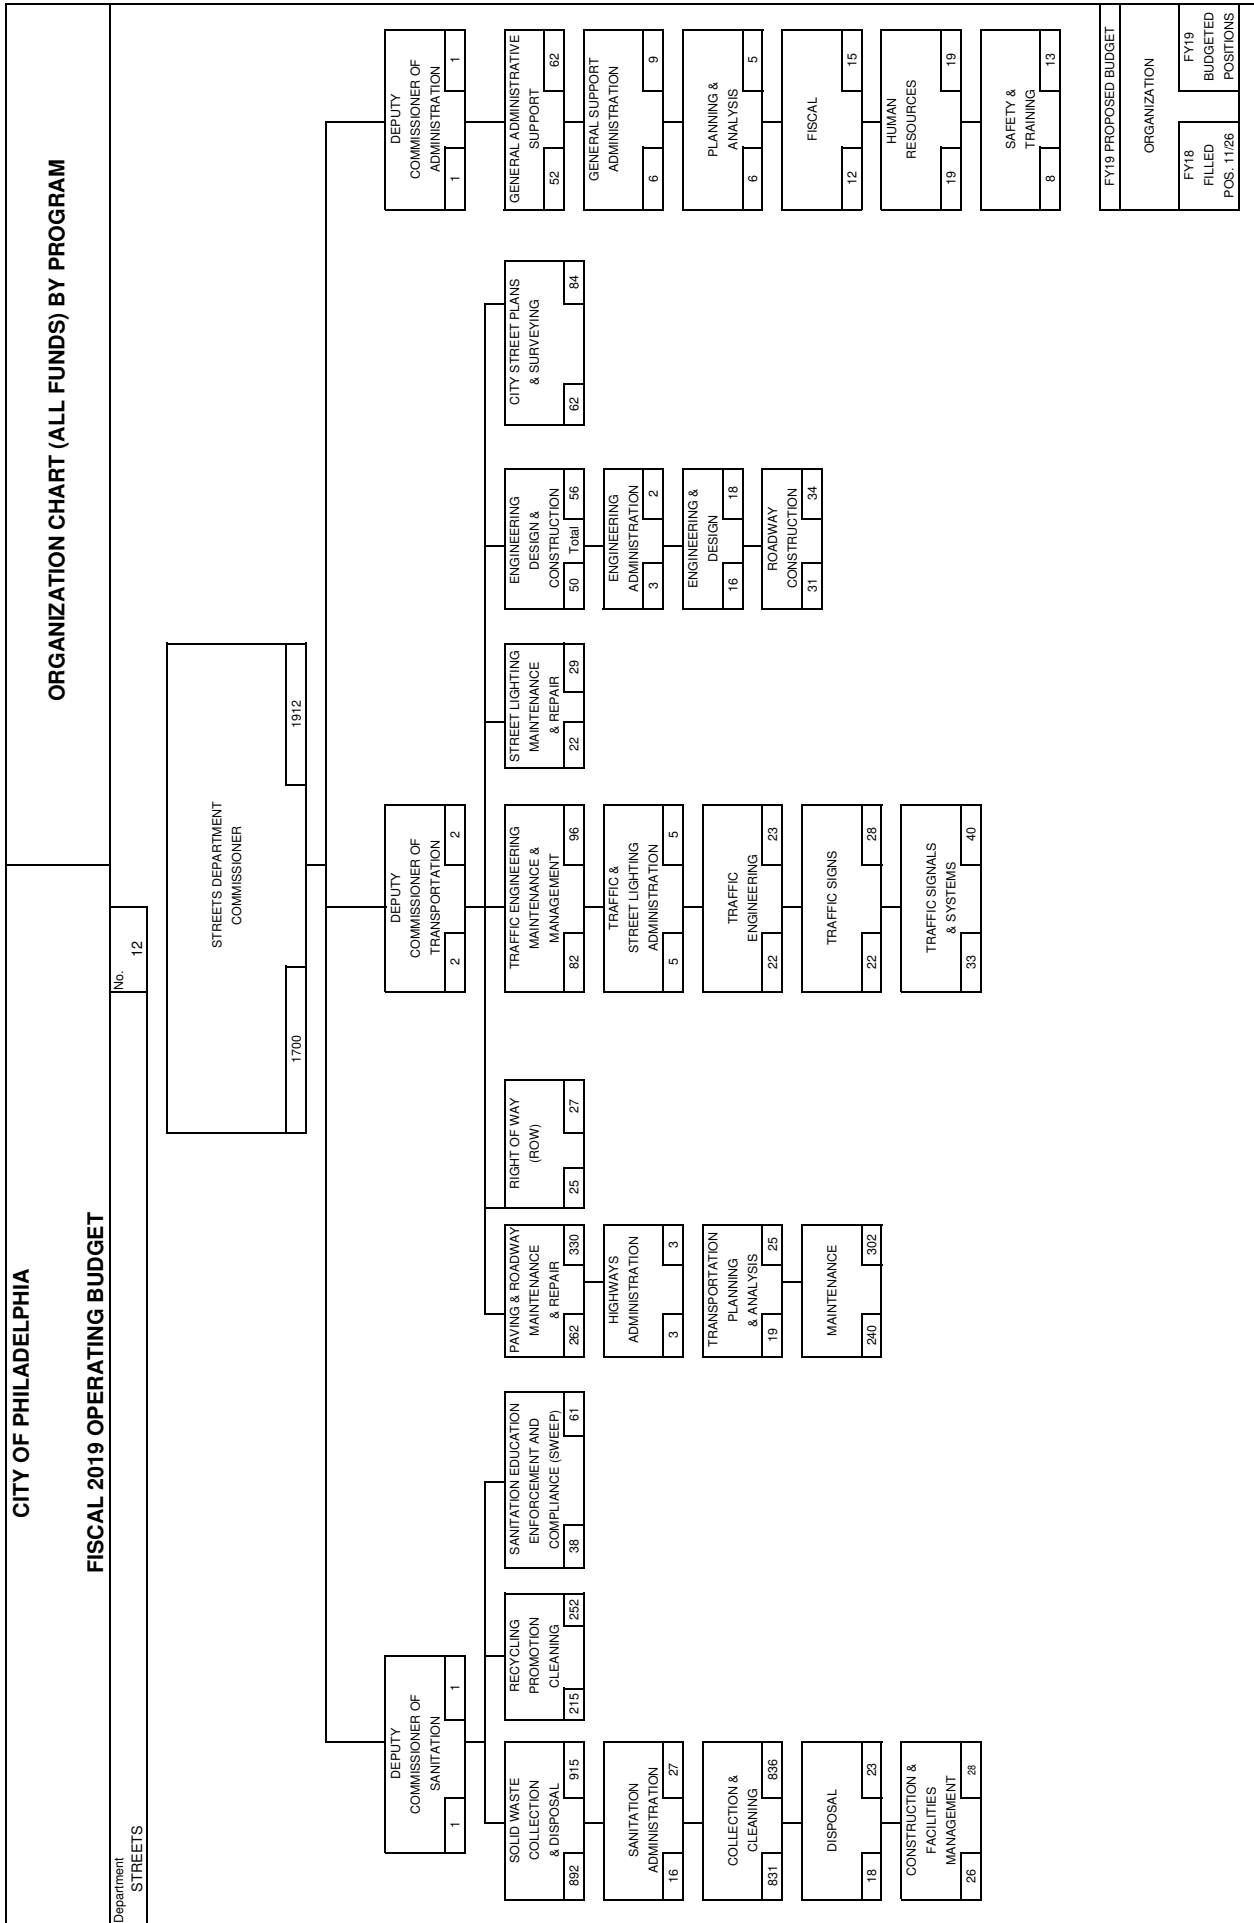 CITY OF PHILADELPHIA
FISCAL 2019 OPERATING BUDGET
ORGANIZATION CHART (ALL FUNDS) BY PROGRAM
Department
STREETS
No.
12
STREETS DEPARTMENT
COMMISSIONER
1700
1912
DEPUTY
COMMISSIONER OF
SANITATION
1
1
DEPUTY
COMMISSIONER OF
TRANSPORTATION
2
2
DEPUTY
COMMISSIONER OF
ADMINISTRATION
1
1
SOLID WASTE
COLLECTION
& DISPOSAL
892
915
RECYCLING
PROMOTION
CLEANING
215
252
SANITATION EDUCATION
ENFORCEMENT AND
COMPLIANCE (SWEEP)
38
61
PAVING & ROADWAY
MAINTENANCE
& REPAIR
262
330
RIGHT OF WAY
(ROW)
25
27
TRAFFIC ENGINEERING
MAINTENANCE &
MANAGEMENT
82
96
STREET LIGHTING
MAINTENANCE
& REPAIR
22
29
ENGINEERING
DESIGN &
CONSTRUCTION
50 Total 56
CITY STREET PLANS
& SURVEYING
62
84
GENERAL ADMINISTRATIVE
SUPPORT
52
62
SANITATION
ADMINISTRATION
16
27
HIGHWAYS
ADMINISTRATION
3
3
TRAFFIC &
STREET LIGHTING
ADMINISTRATION
5
5
ENGINEERING
ADMINISTRATION
3
2
GENERAL SUPPORT
ADMINISTRATION
6
9
COLLECTION &
CLEANING
831
836
TRANSPORTATION
PLANNING
& ANALYSIS
19
25
TRAFFIC
ENGINEERING
22
23
ENGINEERING &
DESIGN
16
18
PLANNING &
ANALYSIS
6
5
DISPOSAL
18
23
MAINTENANCE
240
302
TRAFFIC SIGNS
22
28
ROADWAY
CONSTRUCTION
31
34
FISCAL
12
15
CONSTRUCTION &
FACILITIES
MANAGEMENT
26
28
TRAFFIC SIGNALS
& SYSTEMS
33
40
HUMAN
RESOURCES
19
19
SAFETY &
TRAINING
8
13
FY19 PROPOSED BUDGET
ORGANIZATION
FY18
FILLED
POS. 11/26
FY19
BUDGETED
POSITIONS